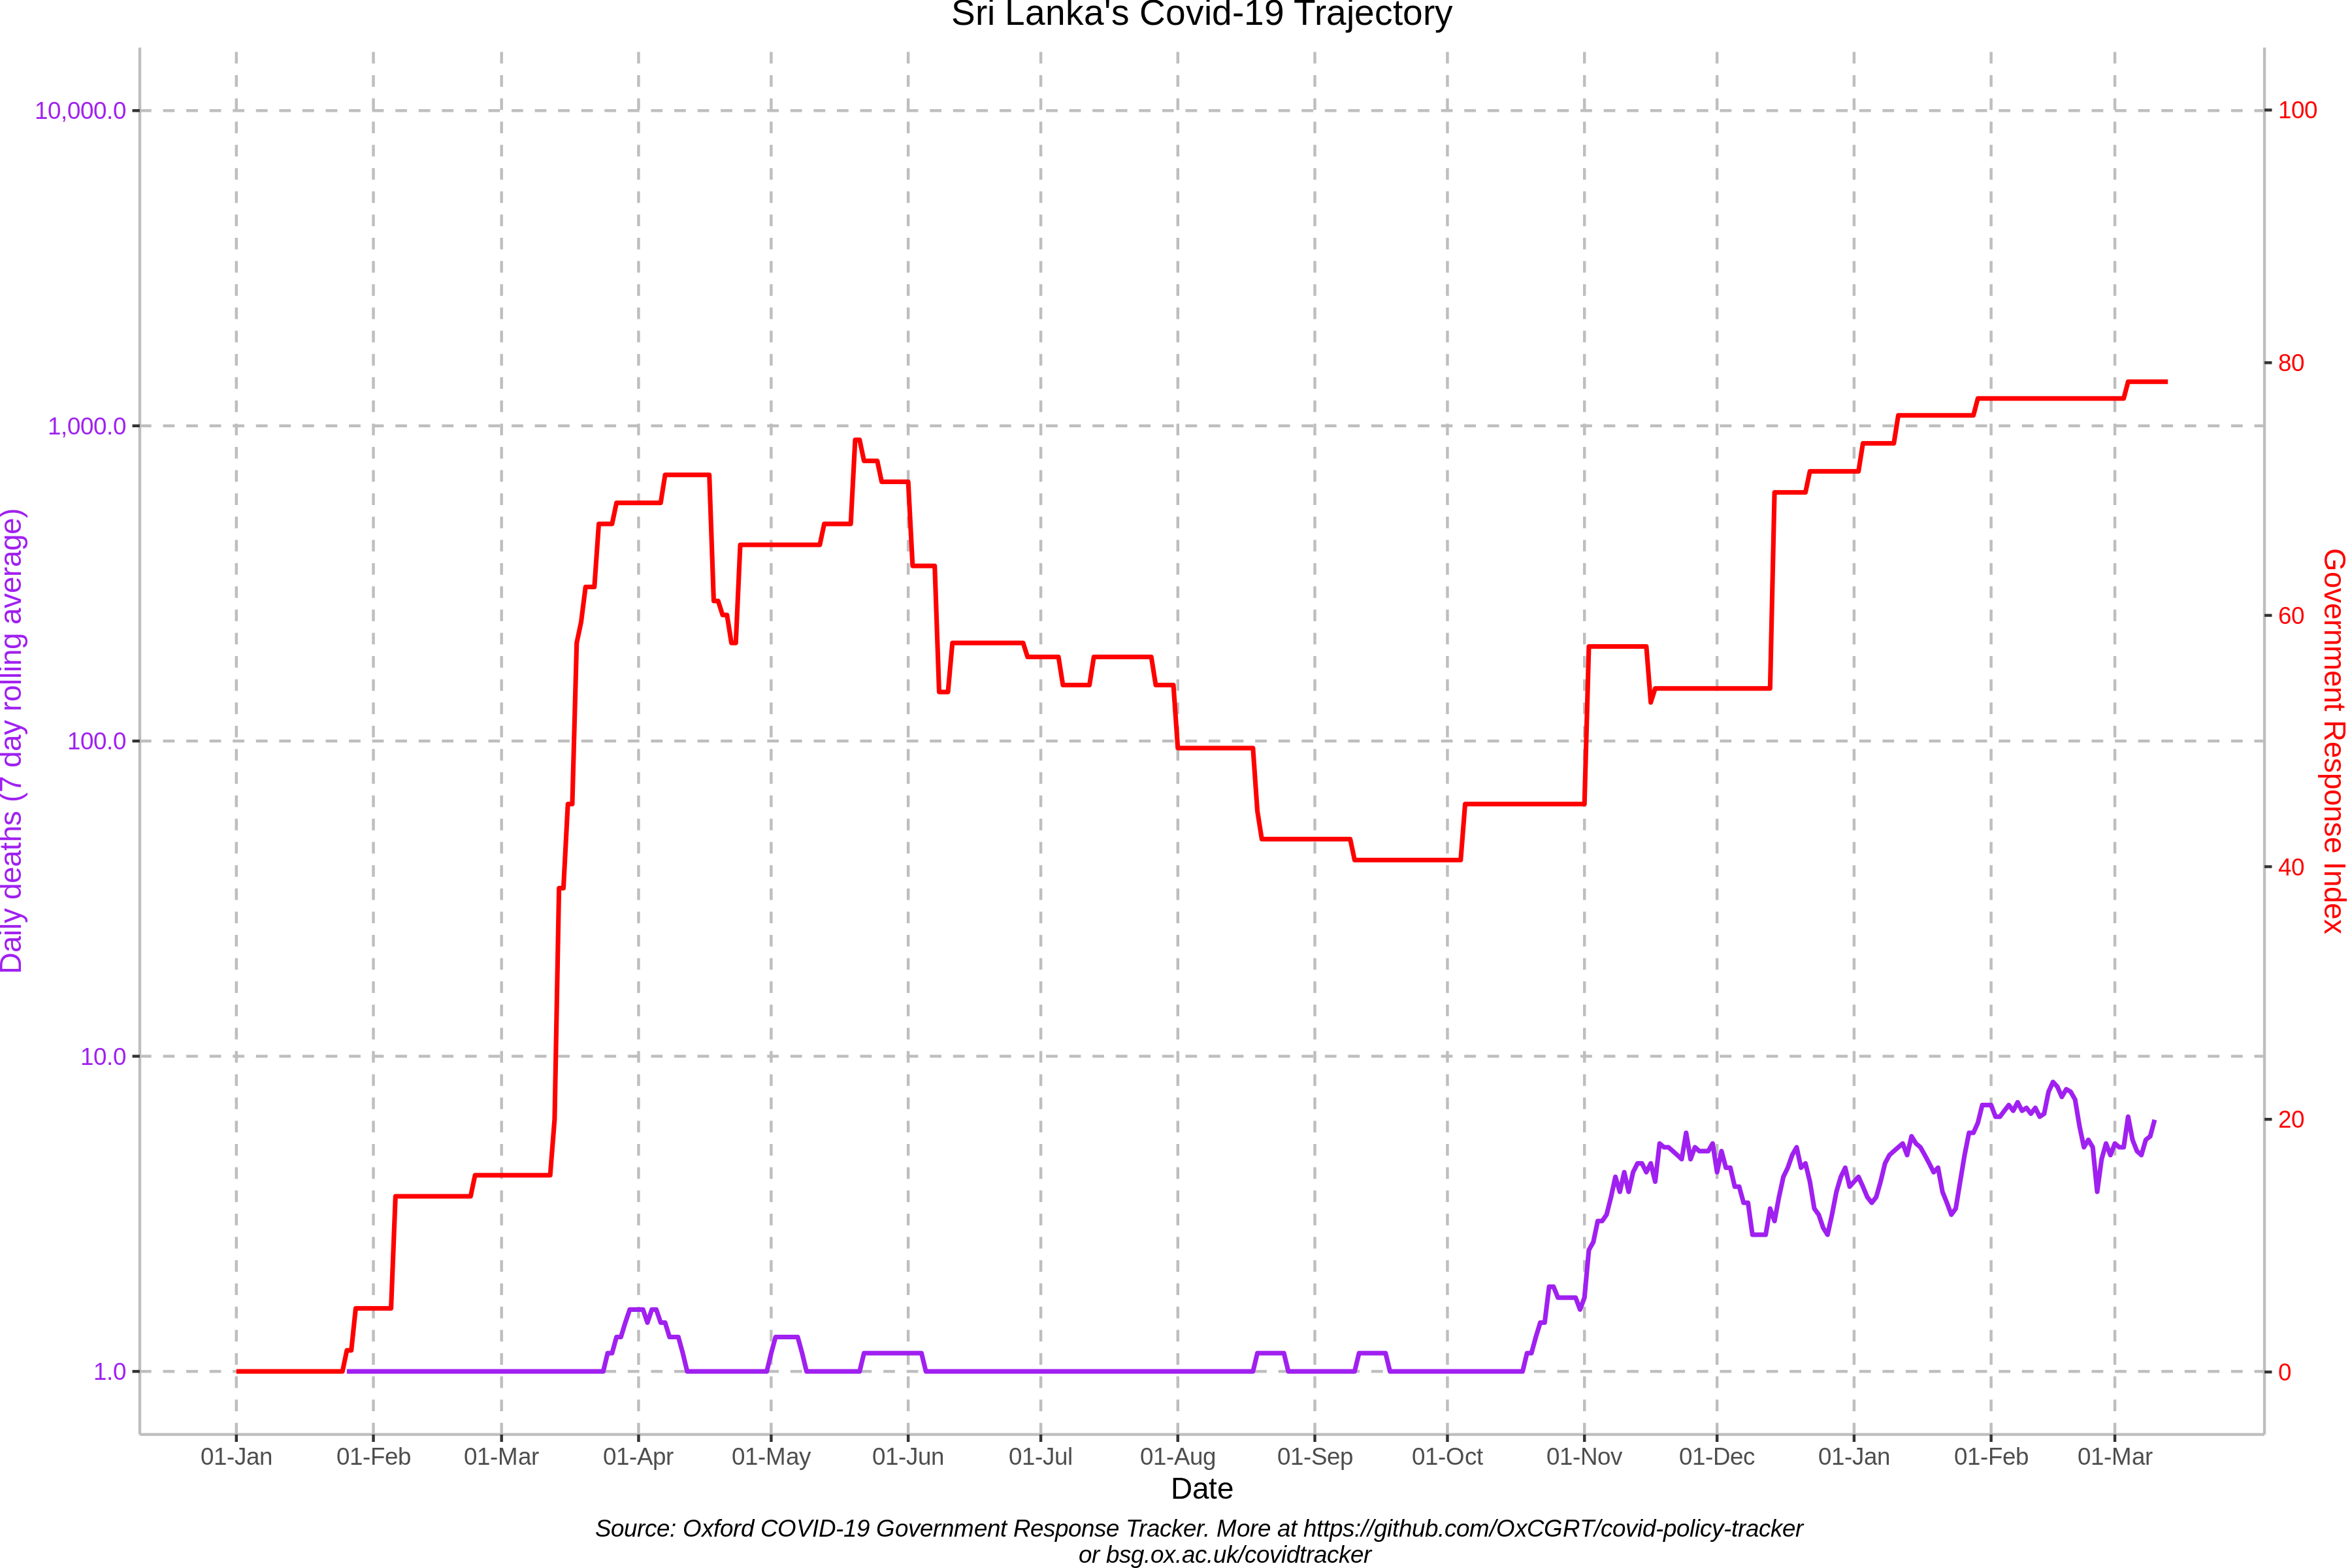 Sri Lanka's Covid-19 Trajectory
10,000.0
1,000.0
100.0
10.0
1.0
Daily deaths (7 day rolling average)
100
80
60
40
20
0
Government Response Index
01-Jan 01-Feb 01-Mar 01-Apr 01-May 01-Jun 01-Jul 01-Aug 01-Sep 01-Oct 01-Nov 01-Dec 01-Jan 01-Feb 01-Mar
Date
Source: Oxford COVID-19 Government Response Tracker. More at https://github.com/OxCGRT/covid-policy-tracker
or bsg.ox.ac.uk/covidtracker